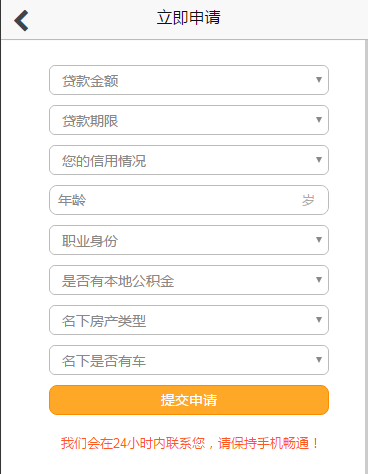 立即申请
贷款金额
贷款期限
您的信用情况
年龄 岁
职业身份
是否有本地公积金
名下房产类型
名下是否有车
提交申请
我们会在24小时内联系您，请保持手机畅通！